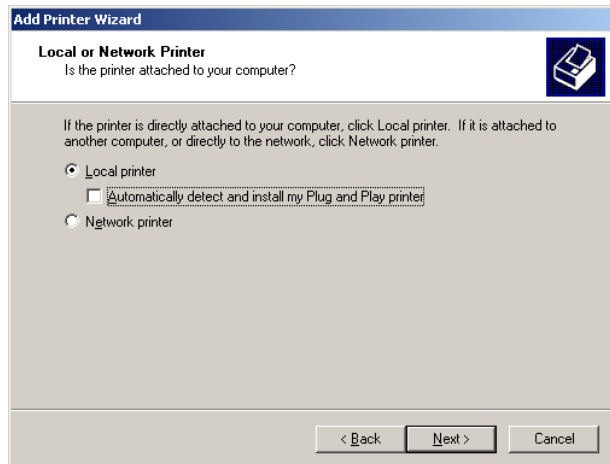 Add Printer Wizard
Local or Network Printer
Is the printer attached to your computer?
If the printer is directly attached to your computer, click Local printer.  If it is attached to
another computer, or directly to the network, click Network printer.
Local printer
Automatically detect and install my Plug and Play printer
Network printer
< Back
Next >
Cancel